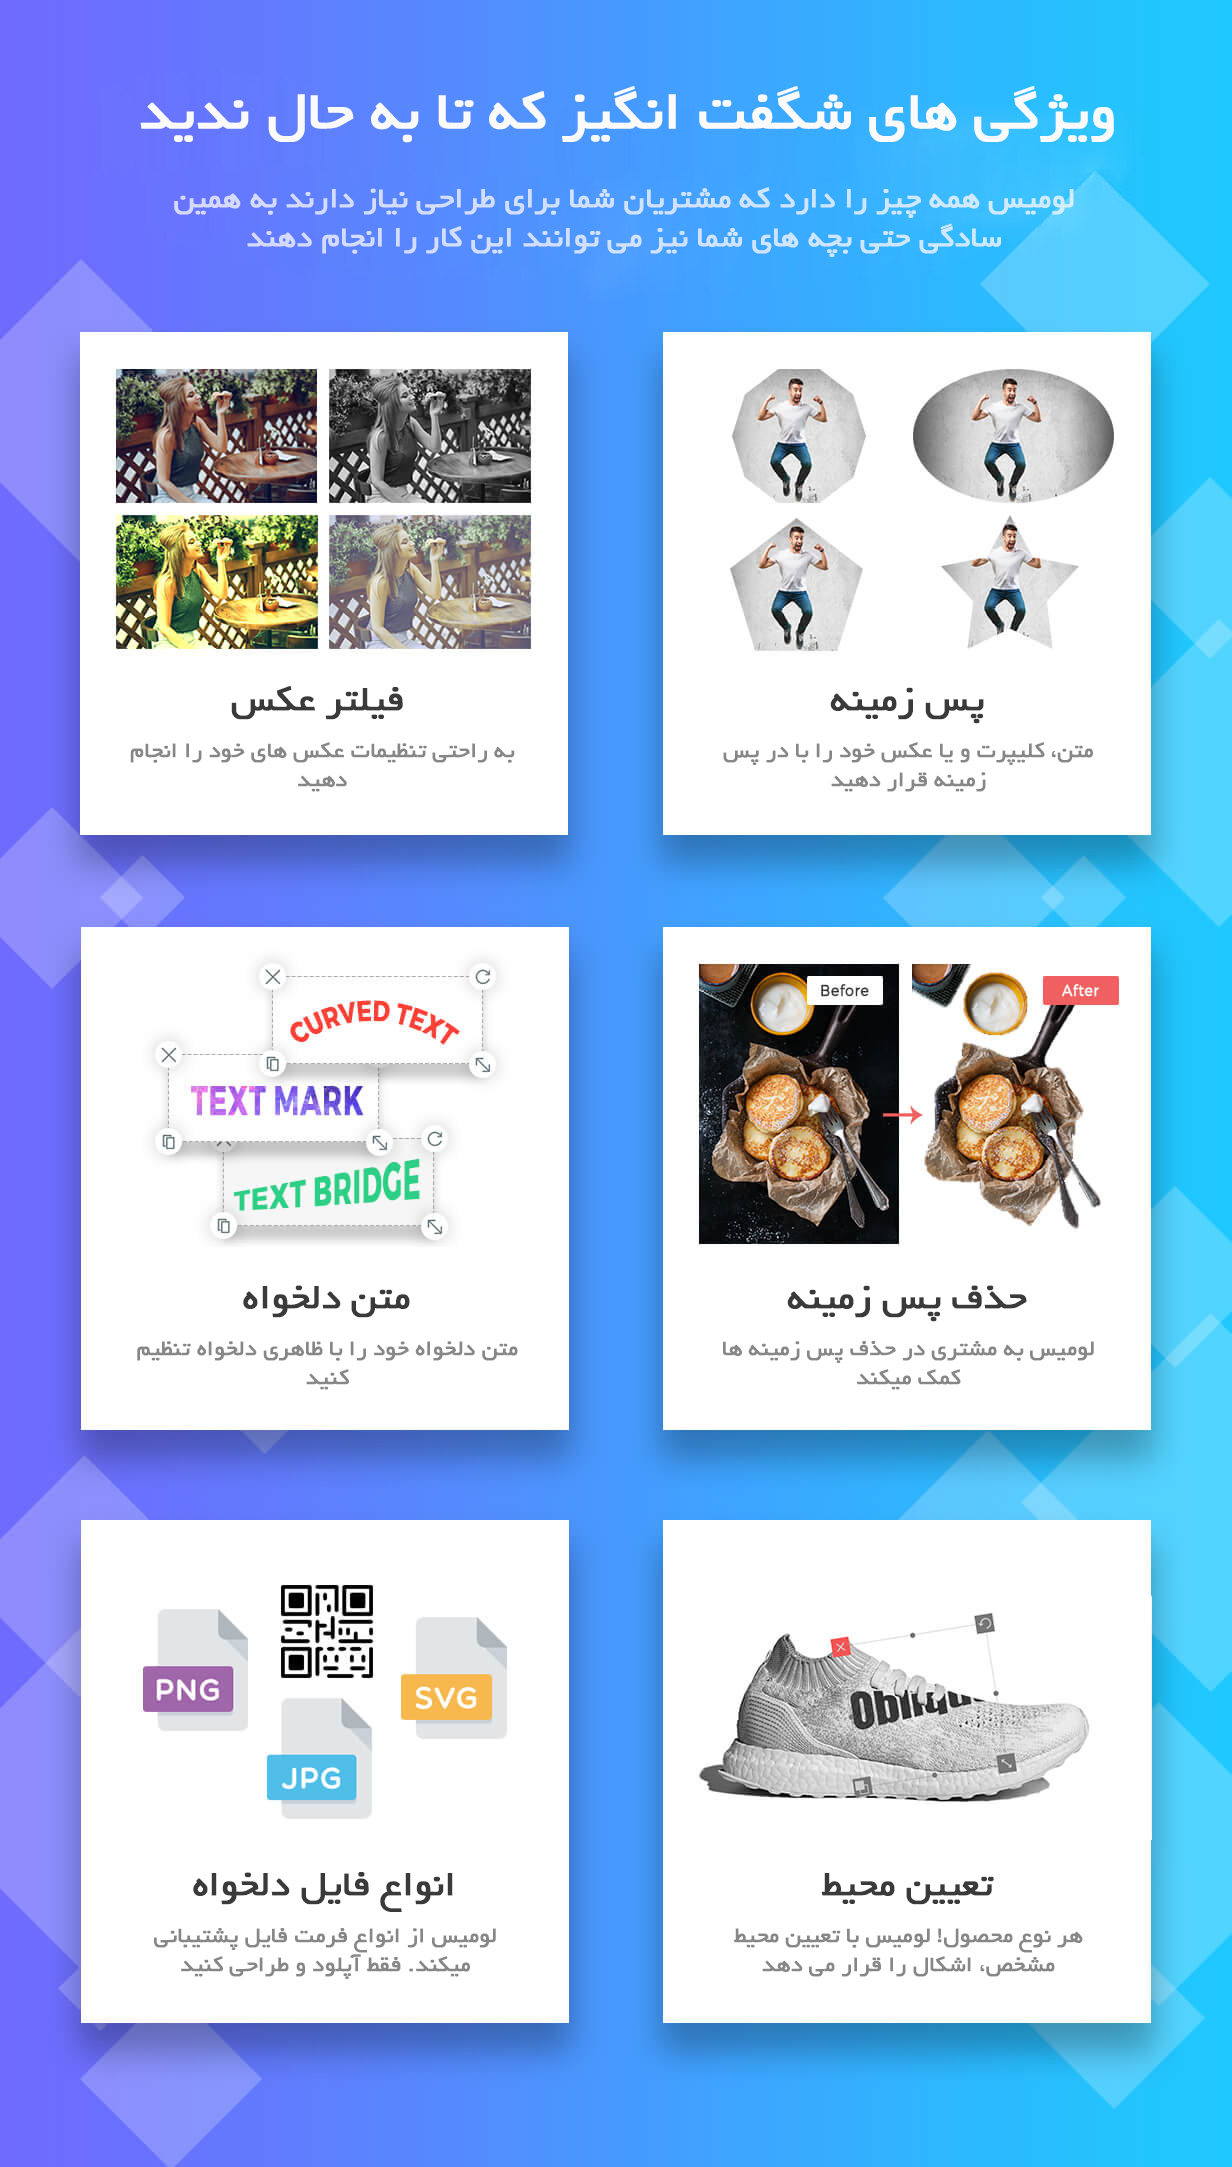 ویژگی های شگفت انگیز که تا به حال ندید
لومیس همه چیز را دارد که مشتریان شما برای طراحی نیاز دارند به همین
سادگی حتی بچه های شما نیز می توانند این کار را انجام دهند
پس زمینه
متن، کلیپرت و یا عکس خود را با در پس
زمینه قرار دهید
فیلتر عکس
به راحتی تنظیمات عکس های خود را انجام
دهید
Before
After
حذف پس زمینه
لومیس به مشتری در حذف پس زمینه ها
کمک میکند
CURVED TEXT
TEXT MARK
TEXT BRIDGE
متن دلخواه
متن دلخواه خود را با ظاهری دلخواه تنظیم
کنید
تعیین محیط
هر نوع محصول! لومیس با تعیین محیط
مشخص، اشکال را قرار می دهد
PNG
SVG
JPG
انواع فایل دلخواه
لومیس از انواع فرمت فایل پشتیبانی
میکند. فقط آپلود و طراحی کنید